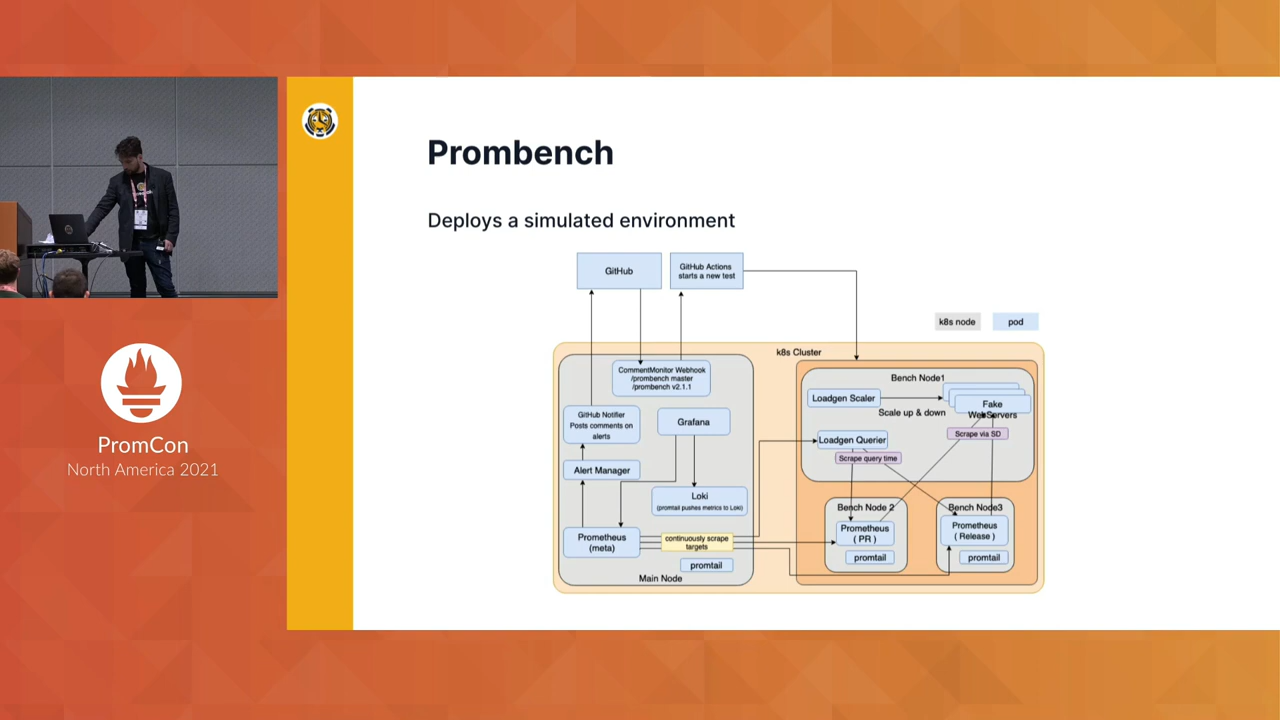 Prombench
Deploys a simulated environment
GitHub
GitHub Actions
starts a new test
k8s node
pod
k8s Cluster
CommentMonitor Webhook
/prombench master
/prombench v2.1.1
GitHub Notifier
Posts comments on
alerts
Grafana
Alert Manager
Loki
(promtail pushes metrics to Loki)
Prometheus
(meta)
continuously scrape
targets
promtail
Main Node
Bench Node1
Loadgen Scaler
Scale up & down
Fake
WebServers
Scrape via SD
Loadgen Querier
Scrape query time
Bench Node 2
Prometheus
( PR )
promtail
Bench Node3
Prometheus
( Release )
promtail
PromCon
North America 2021